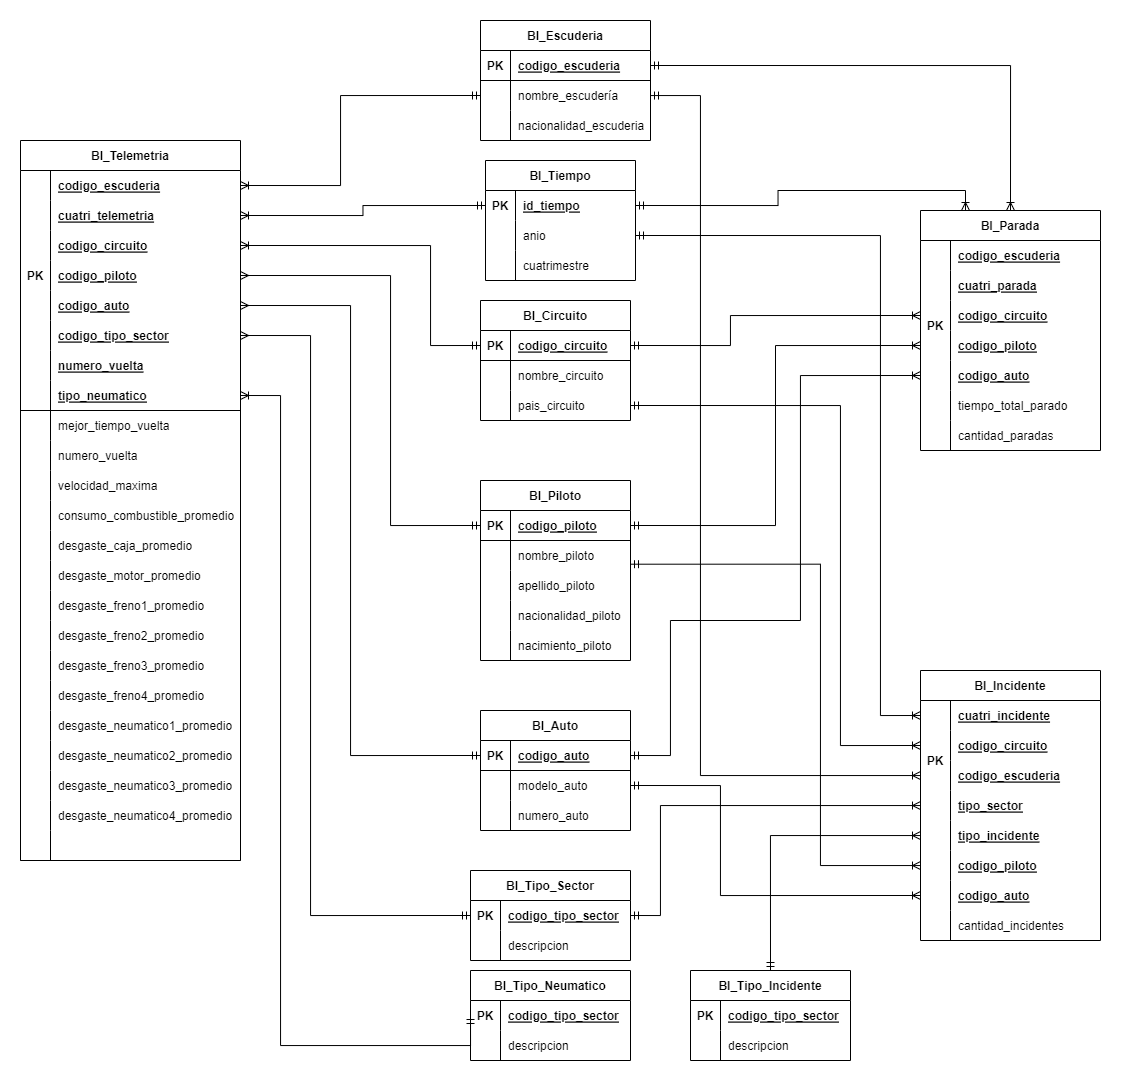 BI_Escuderia
PK
codigo_escuderia
nombre_escudería
nacionalidad_escuderia
BI_Telemetria
codigo_escuderia
cuatri_telemetria
codigo_circuito
PK
codigo_piloto
codigo_auto
codigo_tipo_sector
numero_vuelta
tipo_neumatico
mejor_tiempo_vuelta
numero_vuelta
velocidad_maxima
consumo_combustible_promedio
desgaste_caja_promedio
desgaste_motor_promedio
desgaste_freno1_promedio
desgaste_freno2_promedio
desgaste_freno3_promedio
desgaste_freno4_promedio
desgaste_neumatico1_promedio
desgaste_neumatico2_promedio
desgaste_neumatico3_promedio
desgaste_neumatico4_promedio
BI_Tiempo
PK
id_tiempo
anio
cuatrimestre
BI_Circuito
PK
codigo_circuito
nombre_circuito
pais_circuito
BI_Piloto
PK
codigo_piloto
nombre_piloto
apellido_piloto
nacionalidad_piloto
nacimiento_piloto
BI_Auto
PK
codigo_auto
modelo_auto
numero_auto
BI_Tipo_Sector
PK
codigo_tipo_sector
descripcion
BI_Tipo_Neumatico
PK
codigo_tipo_sector
descripcion
BI_Tipo_Incidente
PK
codigo_tipo_sector
descripcion
BI_Parada
codigo_escuderia
cuatri_parada
codigo_circuito
PK
codigo_piloto
codigo_auto
tiempo_total_parado
cantidad_paradas
BI_Incidente
cuatri_incidente
codigo_circuito
PK
codigo_escuderia
tipo_sector
tipo_incidente
codigo_piloto
codigo_auto
cantidad_incidentes